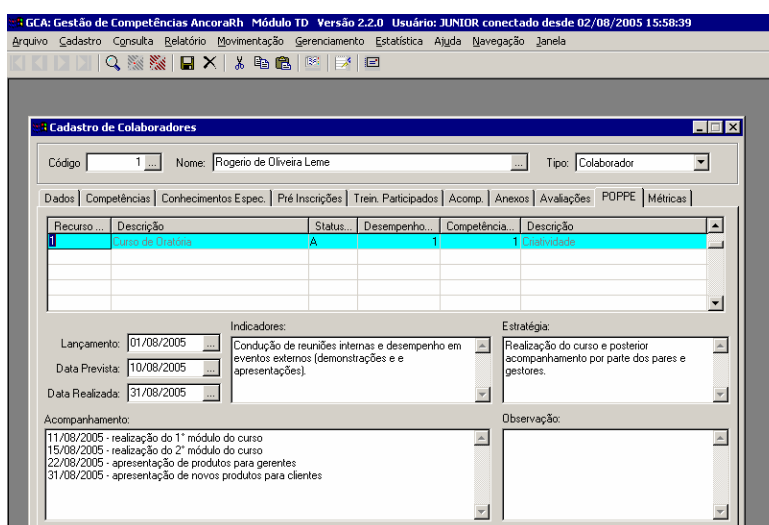 GCA: Gestão de Competências AncoraRh Módulo TD Versão 2.2.0 Usuário: JUNIOR conectado desde 02/08/2005 15:58:39
Arquivo Cadastro Consulta Relatório Movimentação Gerenciamento Estatística Ajuda Navegação Janela
Cadastro de Colaboradores
Código 1 ... Nome: Rogerio de Oliveira Leme ... Tipo: Colaborador
Dados Competências Conhecimentos Espec. Pré Inscrições Trein. Participados Acomp. Anexos Avaliações POPPE Métricas
Recurso ... Descrição Status... Desempenho... Competência... Descrição
1 Curso de Oratória A 1 1 Criatividade
Indicadores: Estratégia:
Lançamento: 01/08/2005 ... Condução de reuniões internas e desempenho em Realização do curso e posterior
eventos externos (demonstrações e e acompanhamento por parte dos pares e
Data Prevista: 10/08/2005 ... apresentações). gestores.
Data Realizada: 31/08/2005 ...
Acompanhamento: Observação:
11/08/2005 - realização do 1° módulo do curso
15/08/2005 - realização do 2° módulo do curso
22/08/2005 - apresentação de produtos para gerentes
31/08/2005 - apresentação de novos produtos para clientes